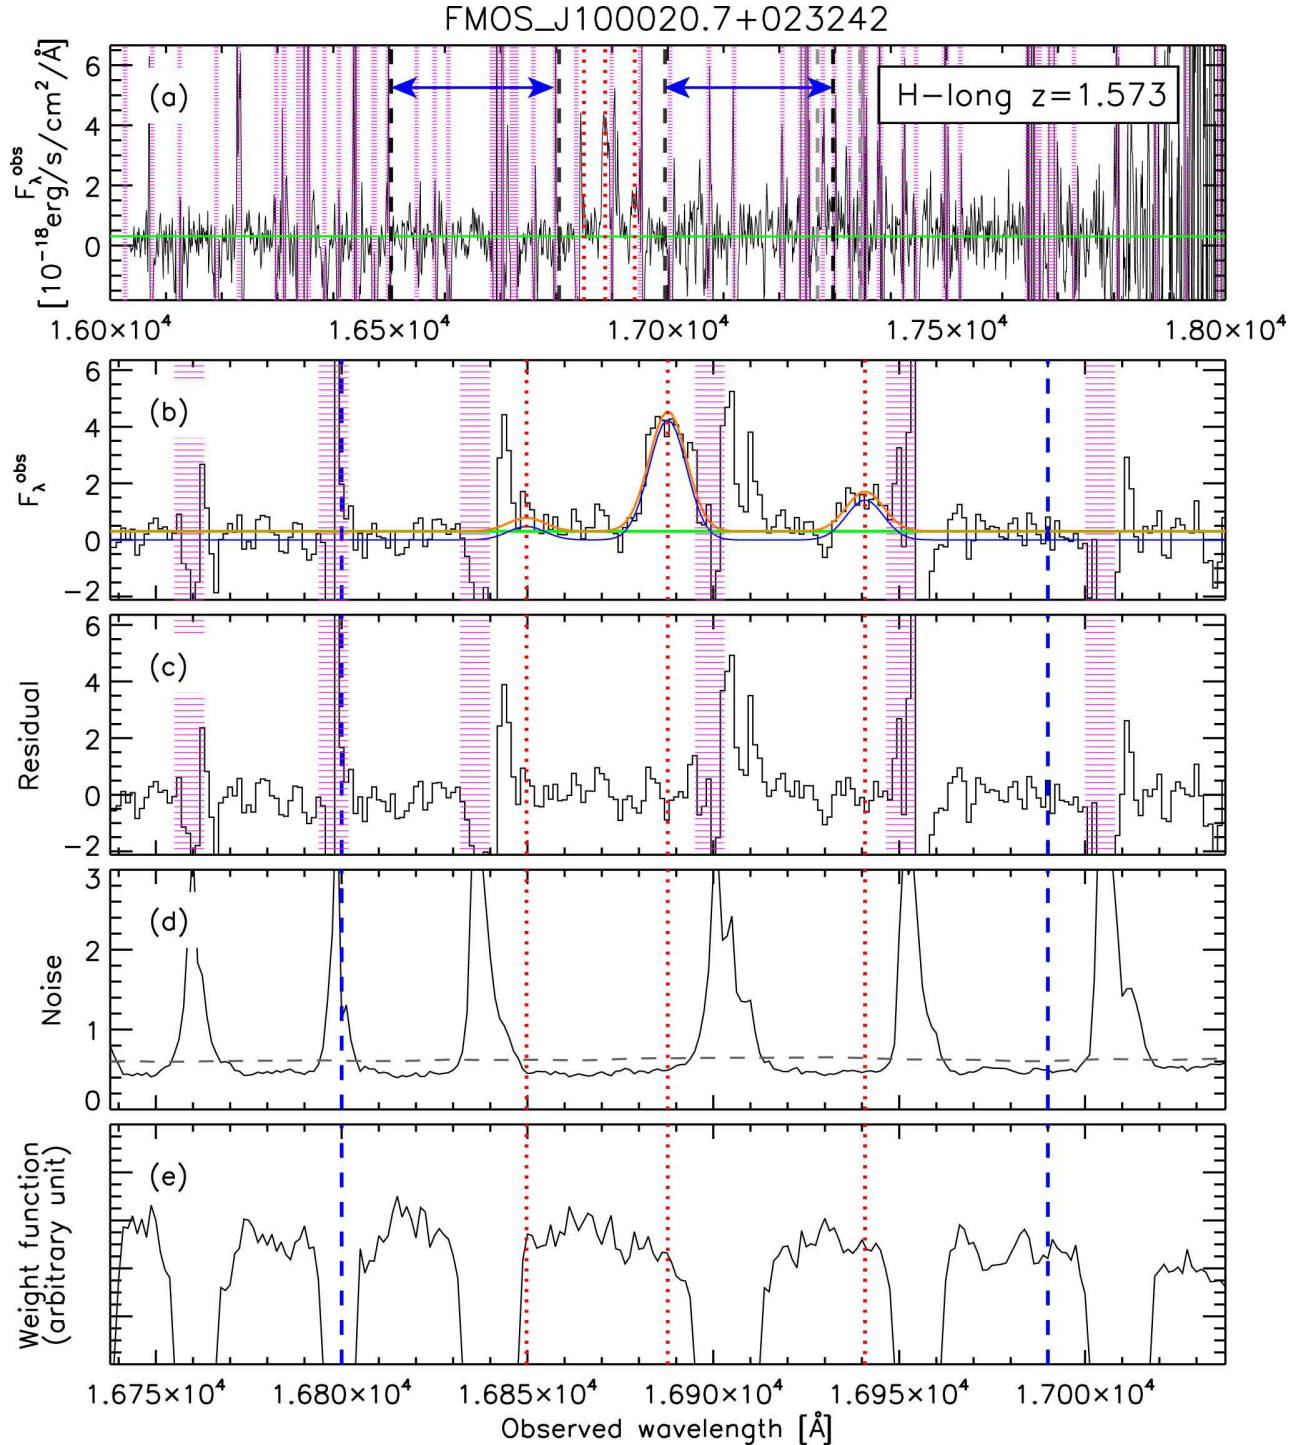 FMOS_J100020.7+023242
(a)
H−long z=1.573
F_λ^obs
[10^−18 erg/s/cm^2/Å]
6
4
2
0
1.60×10^4 1.65×10^4 1.70×10^4 1.75×10^4 1.80×10^4
(b)
F_λ^obs
6
4
2
0
−2
(c)
Residual
6
4
2
0
−2
(d)
Noise
3
2
1
0
(e)
Weight function
(arbitrary unit)
1.675×10^4 1.680×10^4 1.685×10^4 1.690×10^4 1.695×10^4 1.700×10^4
Observed wavelength [Å]